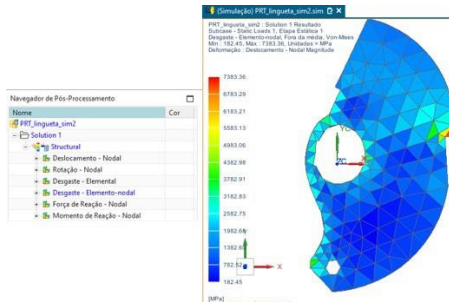 Navegador de Pós-Processamento
Nome
Cor
PRT_lingueta_sim2
Solution 1
Structural
Deslocamento - Nodal
Rotação - Nodal
Desgaste - Elemental
Desgaste - Elemento-nodal
Força de Reação - Nodal
Momento de Reação - Nodal
(Simulação) PRT_lingueta_sim2.sim
PRT_lingueta_sim2 : Solution 1 Resultado
Subcase - Static Loads 1, Etapa Estática 1
Desgaste - Elemento-nodal, Fora da média, Von-Mises
Min : 182.45, Max : 7383.36, Unidades = MPa
Deformação : Deslocamento - Nodal Magnitude
7383.36
6783.29
6183.21
5583.13
4983.06
4382.98
3782.91
3182.83
2582.75
1982.68
1382.60
782.52
182.45
[MPa]
YC
ZC
X
Y
X